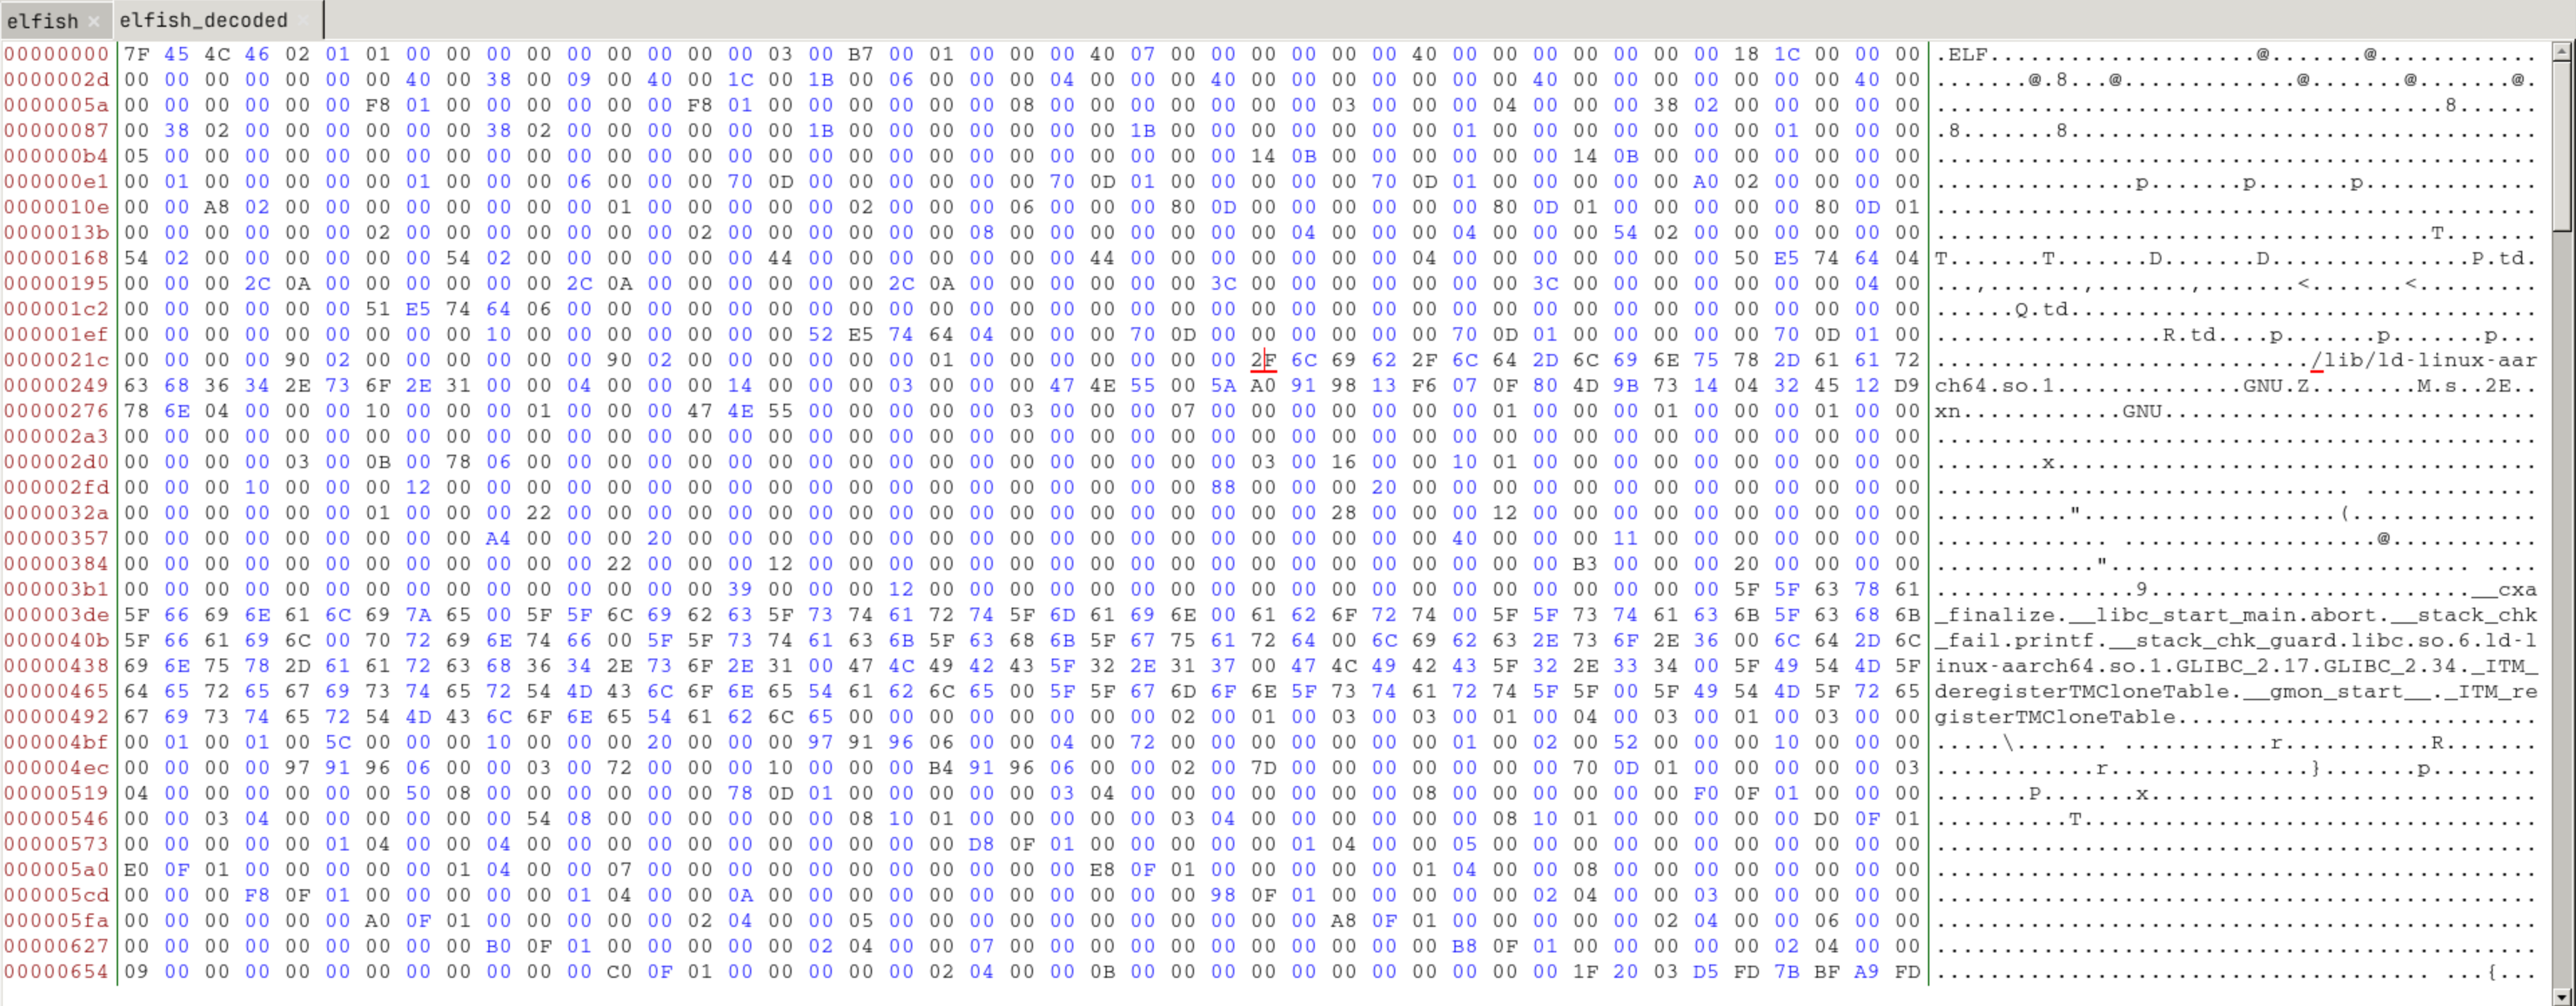 elfish ×
elfish_decoded ×
00000000 7F 45 4C 46 02 01 01 00 00 00 00 00 00 00 00 00 03 00 B7 00 01 00 00 00 40 07 00 00 00 00 00 00 40 00 00 00 00 00 00 00 18 1C 00 00 00 .ELF....................@.......@............
0000002d 00 00 00 00 00 00 00 40 00 38 00 09 00 40 00 1C 00 1B 00 06 00 00 00 04 00 00 00 40 00 00 00 00 00 00 00 40 00 00 00 00 00 00 00 40 00 .......@.8...@.............@.......@.......@.
0000005a 00 00 00 00 00 00 F8 01 00 00 00 00 00 00 F8 01 00 00 00 00 00 00 08 00 00 00 00 00 00 00 03 00 00 00 04 00 00 00 38 02 00 00 00 00 00 ......................................8......
00000087 00 38 02 00 00 00 00 00 00 38 02 00 00 00 00 00 00 1B 00 00 00 00 00 00 00 1B 00 00 00 00 00 00 00 01 00 00 00 00 00 00 00 01 00 00 00 .8.......8...................................
000000b4 05 00 00 00 00 00 00 00 00 00 00 00 00 00 00 00 00 00 00 00 00 00 00 00 00 00 00 00 14 0B 00 00 00 00 00 00 14 0B 00 00 00 00 00 00 00 .............................................
000000e1 00 01 00 00 00 00 00 01 00 00 00 06 00 00 00 70 0D 00 00 00 00 00 00 70 0D 01 00 00 00 00 00 70 0D 01 00 00 00 00 00 A0 02 00 00 00 00 ...............p.......p.......p.............
0000010e 00 00 A8 02 00 00 00 00 00 00 00 00 01 00 00 00 00 00 02 00 00 00 06 00 00 00 80 0D 00 00 00 00 00 00 80 0D 01 00 00 00 00 00 80 0D 01 .............................................
0000013b 00 00 00 00 00 00 02 00 00 00 00 00 00 00 02 00 00 00 00 00 00 08 00 00 00 00 00 00 00 04 00 00 00 04 00 00 00 54 02 00 00 00 00 00 00 .....................................T.......
00000168 54 02 00 00 00 00 00 00 54 02 00 00 00 00 00 00 44 00 00 00 00 00 00 00 44 00 00 00 00 00 00 00 04 00 00 00 00 00 00 00 50 E5 74 64 04 T.......T.......D.......D...............P.td.
00000195 00 00 00 2C 0A 00 00 00 00 00 00 2C 0A 00 00 00 00 00 00 2C 0A 00 00 00 00 00 00 3C 00 00 00 00 00 00 00 3C 00 00 00 00 00 00 00 04 00 ...,.......,.......,.......<.......<.........
000001c2 00 00 00 00 00 00 51 E5 74 64 06 00 00 00 00 00 00 00 00 00 00 00 00 00 00 00 00 00 00 00 00 00 00 00 00 00 00 00 00 00 00 00 00 00 00 ......Q.td...................................
000001ef 00 00 00 00 00 00 00 00 00 10 00 00 00 00 00 00 00 52 E5 74 64 04 00 00 00 70 0D 00 00 00 00 00 00 70 0D 01 00 00 00 00 00 70 0D 01 00 .................R.td....p.......p.......p...
0000021c 00 00 00 00 90 02 00 00 00 00 00 00 90 02 00 00 00 00 00 00 01 00 00 00 00 00 00 00 2F 6C 69 62 2F 6C 64 2D 6C 69 6E 75 78 2D 61 61 72 ............................/lib/ld-linux-aar
00000249 63 68 36 34 2E 73 6F 2E 31 00 00 04 00 00 00 14 00 00 00 03 00 00 00 47 4E 55 00 5A A0 91 98 13 F6 07 0F 80 4D 9B 73 14 04 32 45 12 D9 ch64.so.1..............GNU.Z........M.s..2E..
00000276 78 6E 04 00 00 00 10 00 00 00 01 00 00 00 47 4E 55 00 00 00 00 00 03 00 00 00 07 00 00 00 00 00 00 00 01 00 00 00 01 00 00 00 01 00 00 xn............GNU............................
000002a3 00 00 00 00 00 00 00 00 00 00 00 00 00 00 00 00 00 00 00 00 00 00 00 00 00 00 00 00 00 00 00 00 00 00 00 00 00 00 00 00 00 00 00 00 00 .............................................
000002d0 00 00 00 00 03 00 0B 00 78 06 00 00 00 00 00 00 00 00 00 00 00 00 00 00 00 00 00 00 03 00 16 00 00 10 01 00 00 00 00 00 00 00 00 00 00 ........x....................................
000002fd 00 00 00 10 00 00 00 12 00 00 00 00 00 00 00 00 00 00 00 00 00 00 00 00 00 00 00 88 00 00 00 20 00 00 00 00 00 00 00 00 00 00 00 00 00 ............................... .............
0000032a 00 00 00 00 00 00 01 00 00 00 22 00 00 00 00 00 00 00 00 00 00 00 00 00 00 00 00 00 00 00 28 00 00 00 12 00 00 00 00 00 00 00 00 00 00 .........."...................(..............
00000357 00 00 00 00 00 00 00 00 00 A4 00 00 00 20 00 00 00 00 00 00 00 00 00 00 00 00 00 00 00 00 00 00 00 40 00 00 00 11 00 00 00 00 00 00 00 ............. ...................@...........
00000384 00 00 00 00 00 00 00 00 00 00 00 00 22 00 00 00 12 00 00 00 00 00 00 00 00 00 00 00 00 00 00 00 00 00 00 00 B3 00 00 00 20 00 00 00 00 ............"........................... ....
000003b1 00 00 00 00 00 00 00 00 00 00 00 00 00 00 00 39 00 00 00 12 00 00 00 00 00 00 00 00 00 00 00 00 00 00 00 00 00 00 00 00 5F 5F 63 78 61 ...............9........................__cxa
000003de 5F 66 69 6E 61 6C 69 7A 65 00 5F 5F 6C 69 62 63 5F 73 74 61 72 74 5F 6D 61 69 6E 00 61 62 6F 72 74 00 5F 5F 73 74 61 63 6B 5F 63 68 6B _finalize.__libc_start_main.abort.__stack_chk
0000040b 5F 66 61 69 6C 00 70 72 69 6E 74 66 00 5F 5F 73 74 61 63 6B 5F 63 68 6B 5F 67 75 61 72 64 00 6C 69 62 63 2E 73 6F 2E 36 00 6C 64 2D 6C _fail.printf.__stack_chk_guard.libc.so.6.ld-l
00000438 69 6E 75 78 2D 61 61 72 63 68 36 34 2E 73 6F 2E 31 00 47 4C 49 42 43 5F 32 2E 31 37 00 47 4C 49 42 43 5F 32 2E 33 34 00 5F 49 54 4D 5F inux-aarch64.so.1.GLIBC_2.17.GLIBC_2.34._ITM_
00000465 64 65 72 65 67 69 73 74 65 72 54 4D 43 6C 6F 6E 65 54 61 62 6C 65 00 5F 5F 67 6D 6F 6E 5F 73 74 61 72 74 5F 5F 00 5F 49 54 4D 5F 72 65 deregisterTMCloneTable.__gmon_start__._ITM_re
00000492 67 69 73 74 65 72 54 4D 43 6C 6F 6E 65 54 61 62 6C 65 00 00 00 00 00 00 00 00 02 00 01 00 03 00 03 00 01 00 04 00 03 00 01 00 03 00 00 gisterTMCloneTable...........................
000004bf 00 01 00 01 00 5C 00 00 00 10 00 00 00 20 00 00 00 97 91 96 06 00 00 04 00 72 00 00 00 00 00 00 00 01 00 02 00 52 00 00 00 10 00 00 00 .....\....... ...........r...........R.......
000004ec 00 00 00 00 97 91 96 06 00 00 03 00 72 00 00 00 10 00 00 00 B4 91 96 06 00 00 02 00 7D 00 00 00 00 00 00 00 70 0D 01 00 00 00 00 00 03 ............r...............}.......p........
00000519 04 00 00 00 00 00 00 50 08 00 00 00 00 00 00 78 0D 01 00 00 00 00 00 03 04 00 00 00 00 00 00 00 08 00 00 00 00 00 00 F0 0F 01 00 00 00 .......P.......x.............................
00000546 00 00 03 04 00 00 00 00 00 00 54 08 00 00 00 00 00 00 08 10 01 00 00 00 00 00 03 04 00 00 00 00 00 00 08 10 01 00 00 00 00 00 D0 0F 01 ..........T..................................
00000573 00 00 00 00 00 01 04 00 00 04 00 00 00 00 00 00 00 00 00 00 00 D8 0F 01 00 00 00 00 00 01 04 00 00 05 00 00 00 00 00 00 00 00 00 00 00 .............................................
000005a0 E0 0F 01 00 00 00 00 00 01 04 00 00 07 00 00 00 00 00 00 00 00 00 00 00 E8 0F 01 00 00 00 00 00 01 04 00 00 08 00 00 00 00 00 00 00 00 .............................................
000005cd 00 00 00 F8 0F 01 00 00 00 00 00 01 04 00 00 0A 00 00 00 00 00 00 00 00 00 00 00 98 0F 01 00 00 00 00 00 02 04 00 00 03 00 00 00 00 00 .............................................
000005fa 00 00 00 00 00 00 A0 0F 01 00 00 00 00 00 02 04 00 00 05 00 00 00 00 00 00 00 00 00 00 00 A8 0F 01 00 00 00 00 00 02 04 00 00 06 00 00 .............................................
00000627 00 00 00 00 00 00 00 00 00 B0 0F 01 00 00 00 00 00 02 04 00 00 07 00 00 00 00 00 00 00 00 00 00 00 B8 0F 01 00 00 00 00 00 02 04 00 00 .............................................
00000654 09 00 00 00 00 00 00 00 00 00 00 00 C0 0F 01 00 00 00 00 00 02 04 00 00 0B 00 00 00 00 00 00 00 00 00 00 00 1F 20 03 D5 FD 7B BF A9 FD ..................................... ...{...